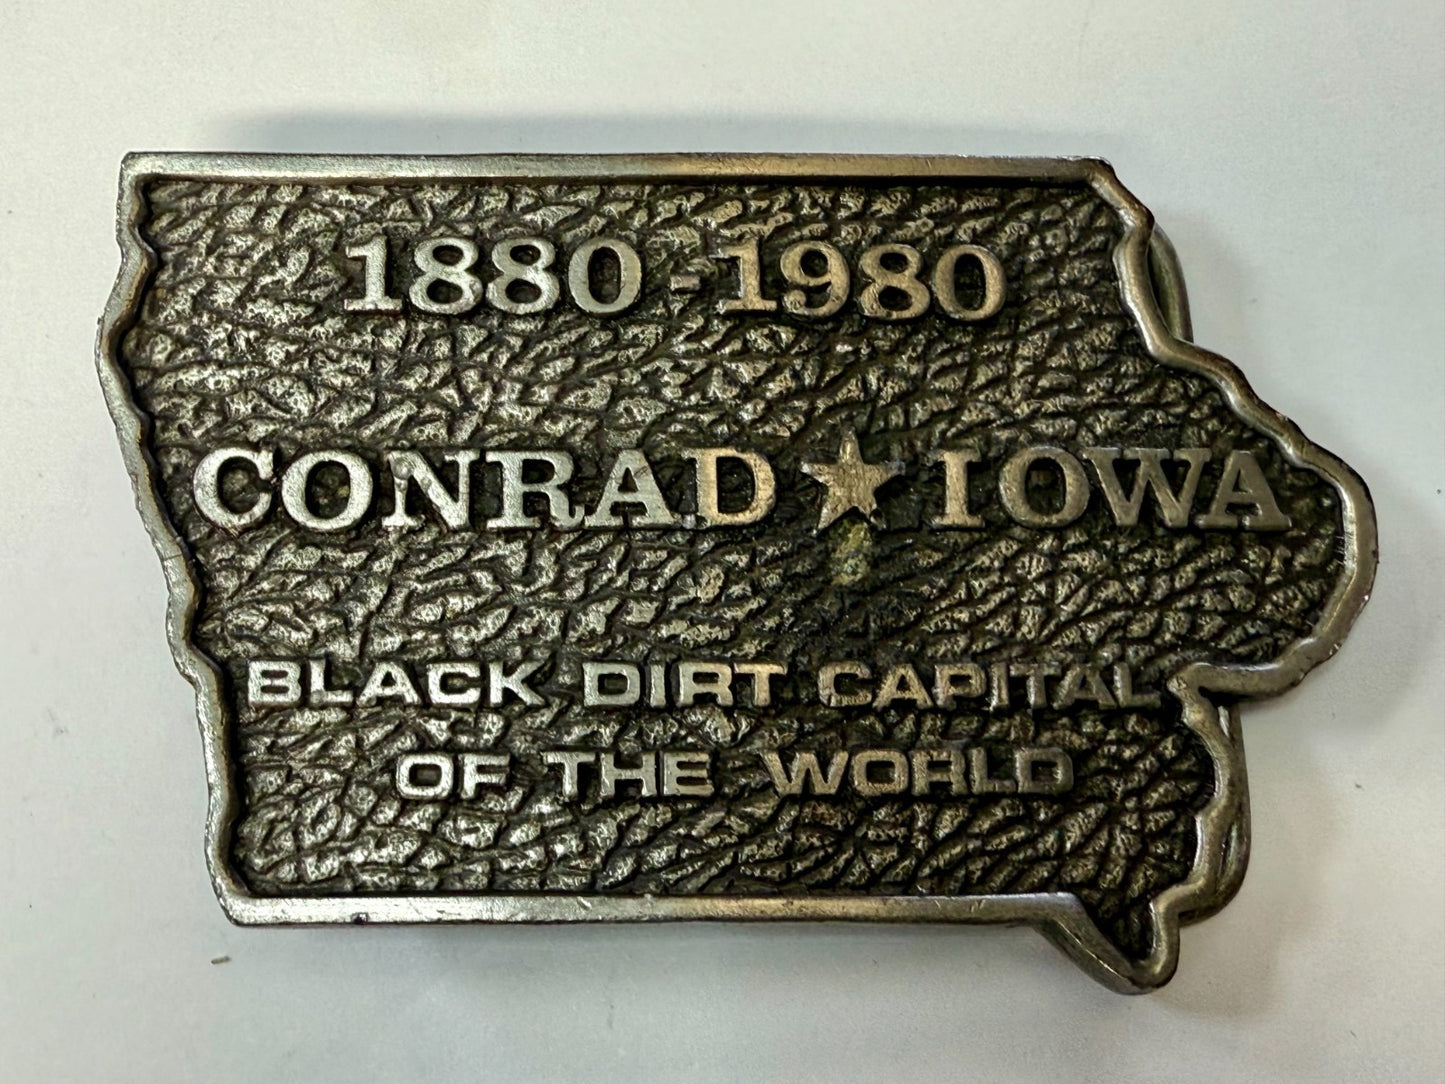 1880-1980
CONRAD ★ IOWA
BLACK DIRT CAPITAL
OF THE WORLD